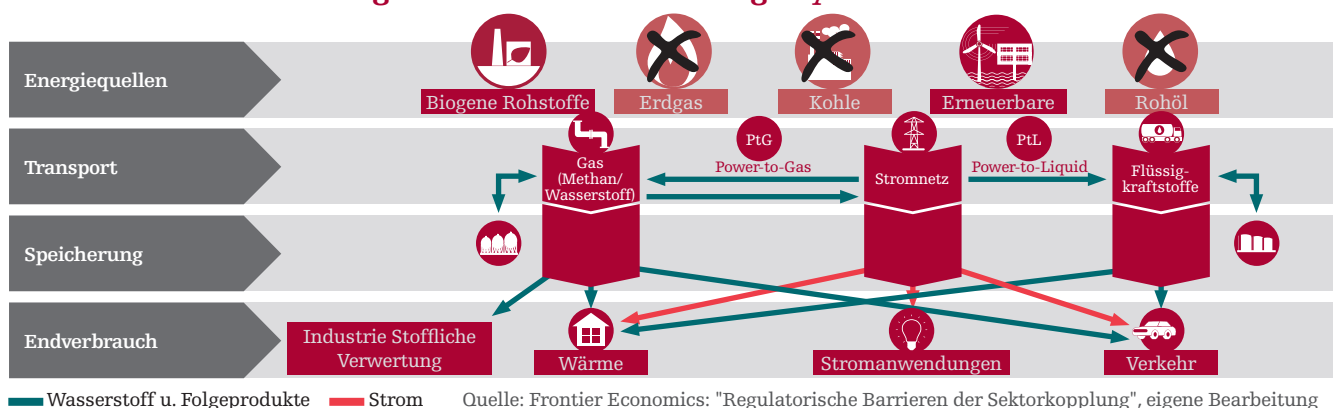 Energiequellen
Biogene Rohstoffe
Erdgas
Kohle
Erneuerbare
Rohöl
Transport
Gas
(Methan/
Wasserstoff)
PtG
Power-to-Gas
Stromnetz
PtL
Power-to-Liquid
Flüssig-
kraftstoffe
Speicherung
Endverbrauch
Industrie Stoffliche
Verwertung
Wärme
Stromanwendungen
Verkehr
Wasserstoff u. Folgeprodukte
Strom
Quelle: Frontier Economics: "Regulatorische Barrieren der Sektorkopplung", eigene Bearbeitung